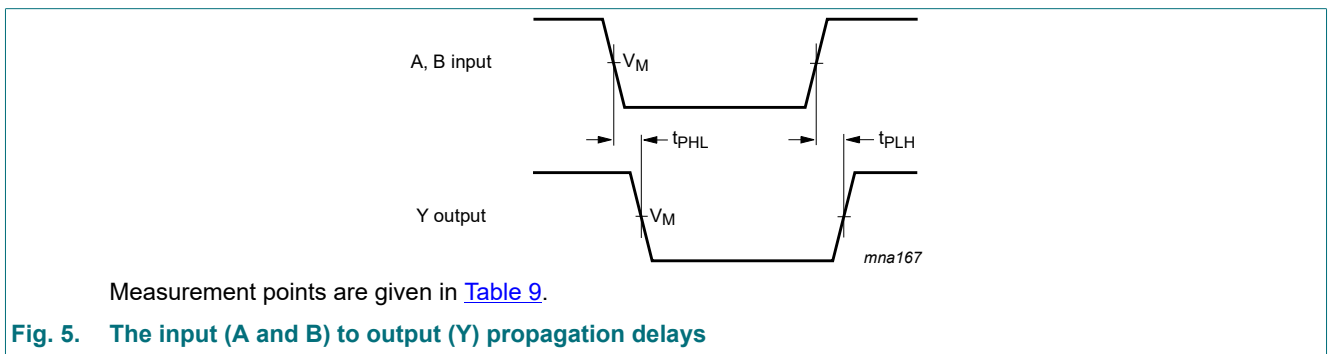 A, B input
VM
tPHL
tPLH
Y output
VM
mna167
Measurement points are given in Table 9.
Fig. 5. The input (A and B) to output (Y) propagation delays